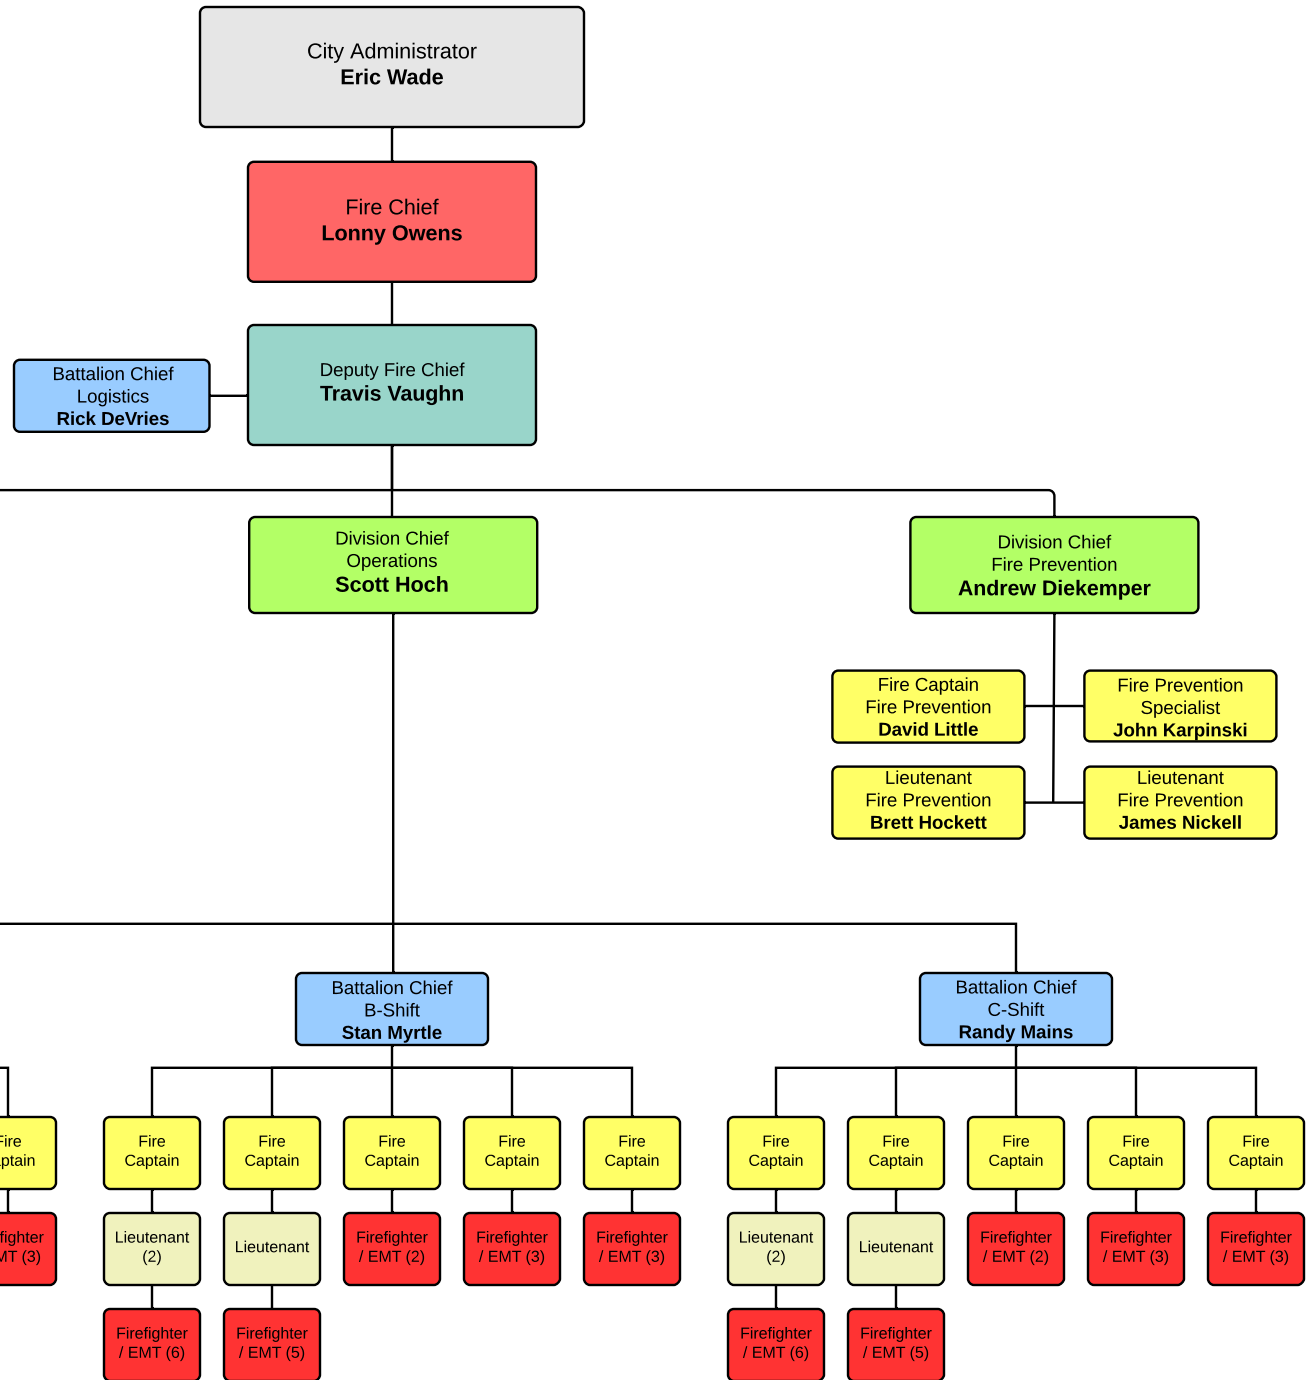 City Administrator
Eric Wade
Fire Chief
Lonny Owens
Deputy Fire Chief
Travis Vaughn
Battalion Chief
Logistics
Rick DeVries
Division Chief
Operations
Scott Hoch
Division Chief
Fire Prevention
Andrew Diekemper
Fire Captain
Fire Prevention
David Little
Fire Prevention
Specialist
John Karpinski
Lieutenant
Fire Prevention
Brett Hockett
Lieutenant
Fire Prevention
James Nickell
Battalion Chief
B-Shift
Stan Myrtle
Battalion Chief
C-Shift
Randy Mains
Fire
Captain
Fire
Captain
Fire
Captain
Fire
Captain
Fire
Captain
Fire
Captain
Fire
Captain
Fire
Captain
Fire
Captain
Fire
Captain
(3)
Lieutenant
(2)
Lieutenant
Firefighter
/ EMT (2)
Firefighter
/ EMT (3)
Firefighter
/ EMT (3)
Lieutenant
(2)
Lieutenant
Firefighter
/ EMT (2)
Firefighter
/ EMT (3)
Firefighter
/ EMT (3)
Firefighter
/ EMT (6)
Firefighter
/ EMT (5)
Firefighter
/ EMT (6)
Firefighter
/ EMT (5)